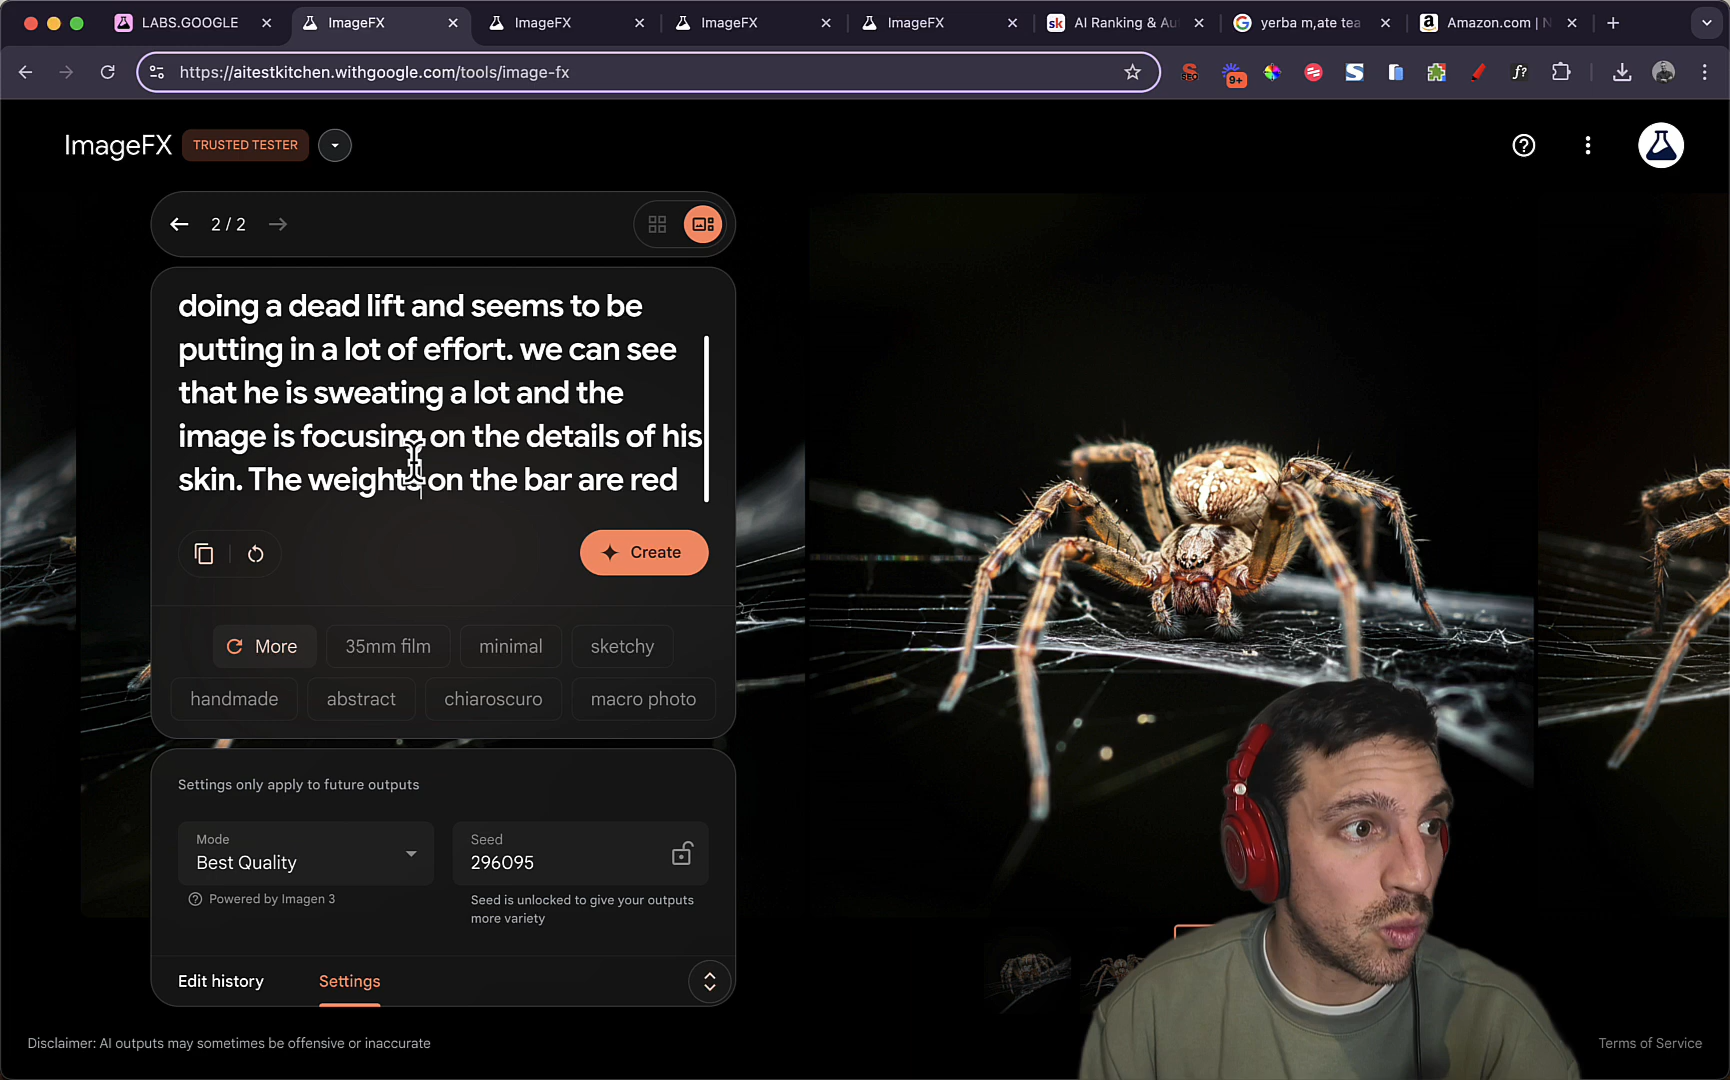 LABS.GOOGLE
ImageFX
ImageFX
ImageFX
ImageFX
sk
AI Ranking & Au
yerba m,ate tea
Amazon.com | N
https://aitestkitchen.withgoogle.com/tools/image-fx
SEO
9+
f?
ImageFX
TRUSTED TESTER
2 / 2
doing a dead lift and seems to be
putting in a lot of effort. we can see
that he is sweating a lot and the
image is focusing on the details of his
skin. The weights on the bar are red
Create
More
35mm film
minimal
sketchy
handmade
abstract
chiaroscuro
macro photo
Settings only apply to future outputs
Mode
Best Quality
Seed
296095
Powered by Imagen 3
Seed is unlocked to give your outputs
more variety
Edit history
Settings
Disclaimer: AI outputs may sometimes be offensive or inaccurate
Terms of Service